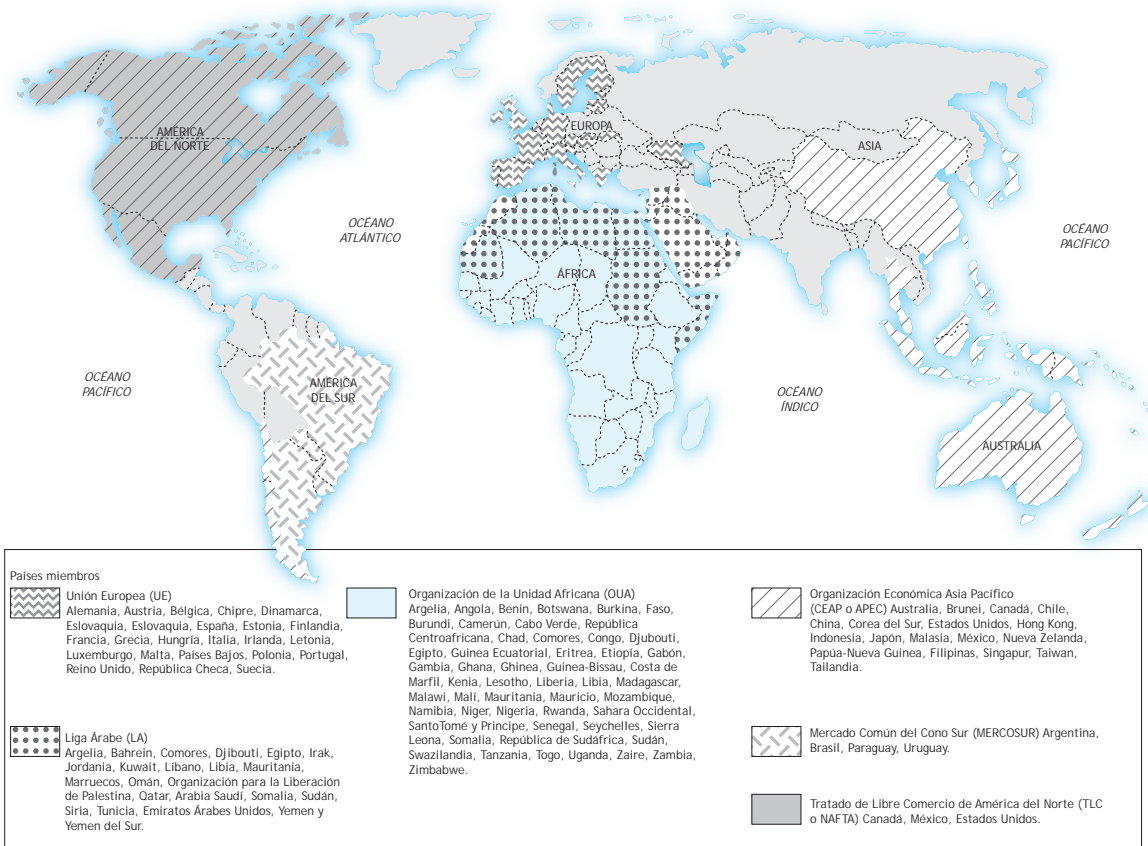 AMÉRICA
DEL NORTE
EUROPA
ASIA
OCÉANO
ATLÁNTICO
OCÉANO
PACÍFICO
ÁFRICA
OCÉANO
PACÍFICO
AMÉRICA
DEL SUR
OCÉANO
ÍNDICO
AUSTRALIA
Países miembros
Unión Europea (UE)
Alemania, Austria, Bélgica, Chipre, Dinamarca,
Eslovaquia, Eslovaquia, España, Estonia, Finlandia,
Francia, Grecia, Hungría, Italia, Irlanda, Letonia,
Luxemburgo, Malta, Países Bajos, Polonia, Portugal,
Reino Unido, República Checa, Suecia.
Liga Árabe (LA)
Argelia, Bahrein, Comores, Djibouti, Egipto, Irak,
Jordania, Kuwait, Líbano, Libia, Mauritania,
Marruecos, Omán, Organización para la Liberación
de Palestina, Qatar, Arabia Saudí, Somalia, Sudán,
Siria, Tunicia, Emiratos Árabes Unidos, Yemen y
Yemen del Sur.
Organización de la Unidad Africana (OUA)
Argelia, Angola, Benin, Botswana, Burkina, Faso,
Burundi, Camerún, Cabo Verde, República
Centroafricana, Chad, Comores, Congo, Djubouti,
Egipto, Guinea Ecuatorial, Eritrea, Etiopía, Gabón,
Gambia, Ghana, Ghinea, Guinea-Bissau, Costa de
Marfil, Kenia, Lesotho, Liberia, Libia, Madagascar,
Malawi, Malí, Mauritania, Mauricio, Mozambique,
Namibia, Niger, Nigeria, Rwanda, Sahara Occidental,
SantoTomé y Principe, Senegal, Seychelles, Sierra
Leona, Somalia, República de Sudáfrica, Sudán,
Swazilandia, Tanzania, Togo, Uganda, Zaire, Zambia,
Zimbabwe.
Organización Económica Asia Pacífico
(CEAP o APEC) Australia, Brunei, Canadá, Chile,
China, Corea del Sur, Estados Unidos, Hong Kong,
Indonesia, Japón, Malasia, México, Nueva Zelanda,
Papúa-Nueva Guinea, Filipinas, Singapur, Taiwan,
Tailandia.
Mercado Común del Cono Sur (MERCOSUR) Argentina,
Brasil, Paraguay, Uruguay.
Tratado de Libre Comercio de América del Norte (TLC
o NAFTA) Canadá, México, Estados Unidos.